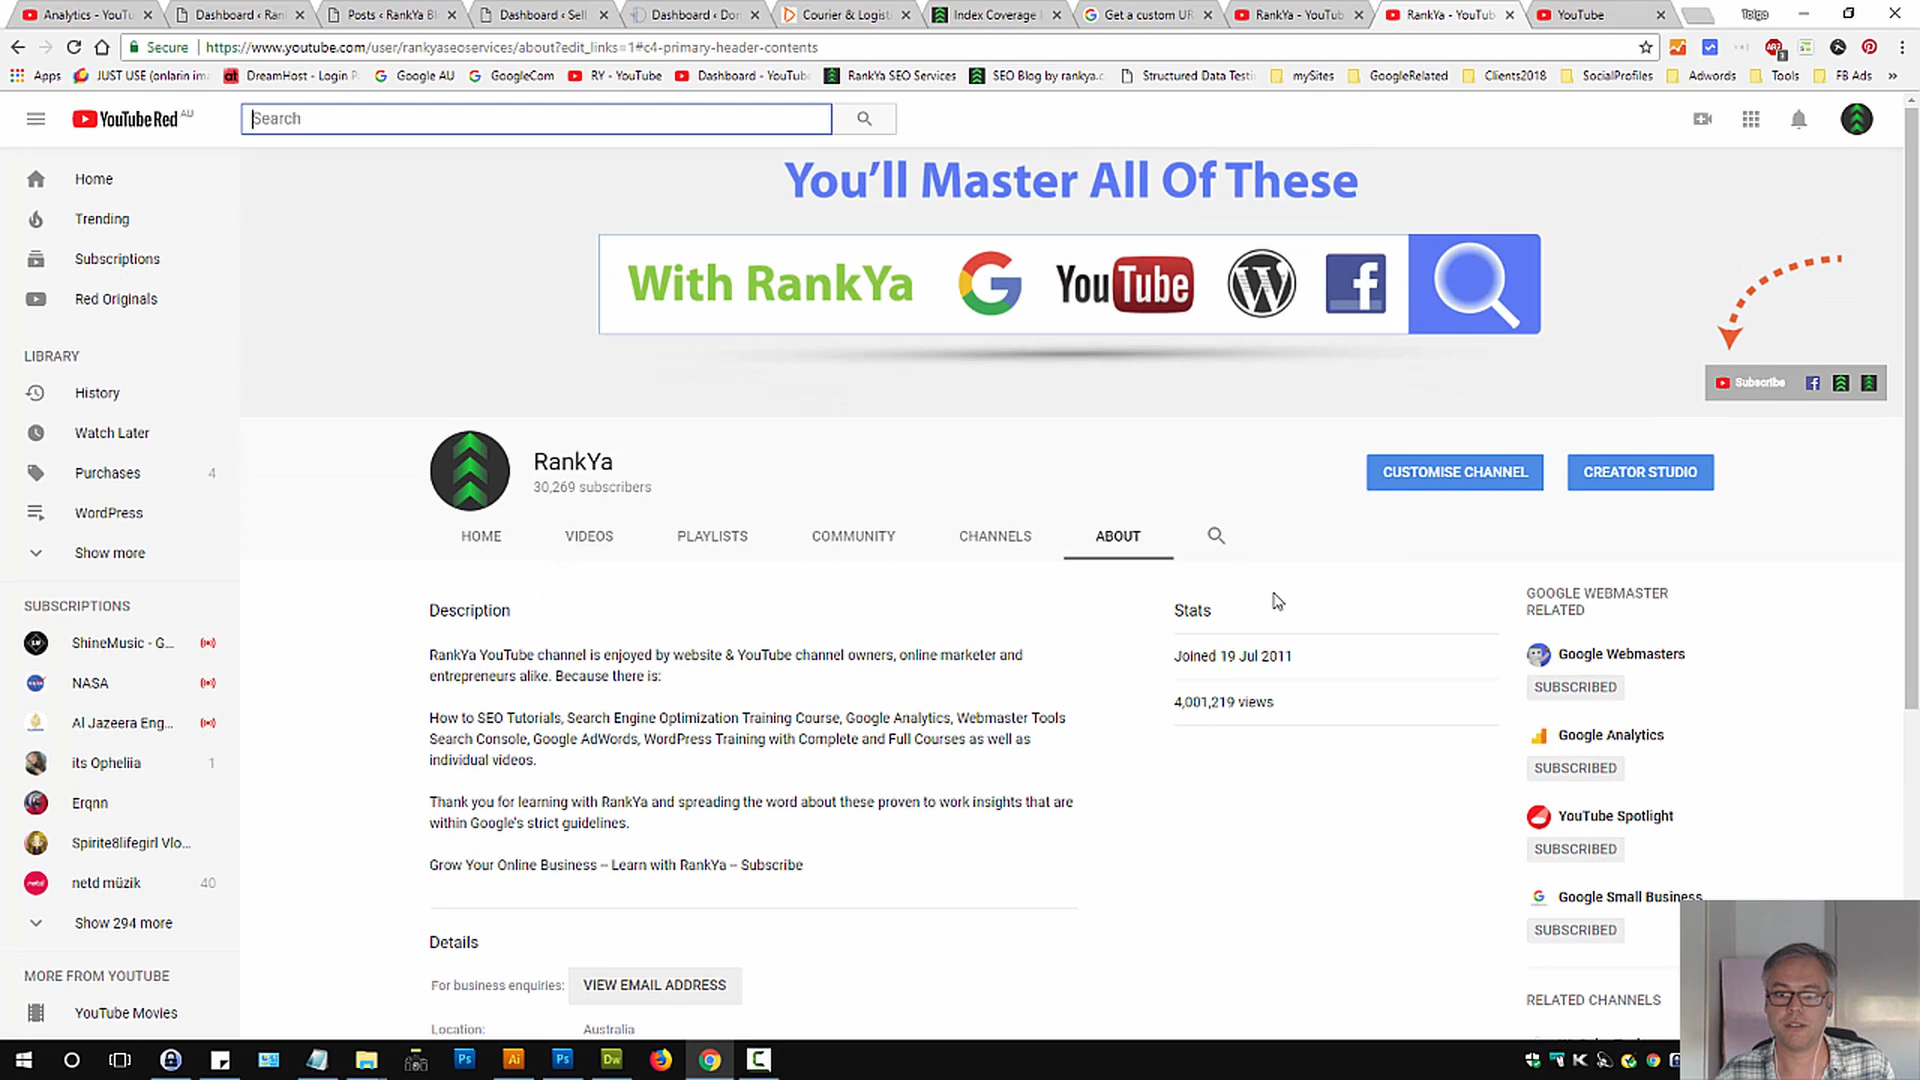 Analytics - YouTu
Dashboard ‹ Rank
Posts ‹ RankYa Bl
Dashboard ‹ Sell
Dashboard ‹ Don
Courier & Logisti
Index Coverage
Get a custom UR
RankYa - YouTub
RankYa - YouTub
YouTube
Tolga
Secure
https://www.youtube.com/user/rankyaseoservices/about?edit_links=1#c4-primary-header-contents
Apps
JUST USE (onlarin im
DreamHost - Login P
Google AU
GoogleCom
RY - YouTube
Dashboard - YouTub
RankYa SEO Services
SEO Blog by rankya.c
Structured Data Testi
mySites
GoogleRelated
Clients2018
SocialProfiles
Adwords
Tools
FB Ads
»
YouTube Red AU
Search
Home
Trending
Subscriptions
Red Originals
LIBRARY
History
Watch Later
Purchases 4
WordPress
Show more
SUBSCRIPTIONS
ShineMusic - G...
NASA
Al Jazeera Eng...
its Opheliia 1
Erqnn
Spirite8lifegirl Vlo...
netd müzik 40
Show 294 more
MORE FROM YOUTUBE
YouTube Movies
You'll Master All Of These
With RankYa G YouTube W f
Subscribe
RankYa
30,269 subscribers
CUSTOMISE CHANNEL
CREATOR STUDIO
HOME
VIDEOS
PLAYLISTS
COMMUNITY
CHANNELS
ABOUT
Description
RankYa YouTube channel is enjoyed by website & YouTube channel owners, online marketer and
entrepreneurs alike. Because there is:
How to SEO Tutorials, Search Engine Optimization Training Course, Google Analytics, Webmaster Tools
Search Console, Google AdWords, WordPress Training with Complete and Full Courses as well as
individual videos.
Thank you for learning with RankYa and spreading the word about these proven to work insights that are
within Google's strict guidelines.
Grow Your Online Business – Learn with RankYa – Subscribe
Details
For business enquiries: VIEW EMAIL ADDRESS
Location: Australia
Stats
Joined 19 Jul 2011
4,001,219 views
GOOGLE WEBMASTER
RELATED
Google Webmasters
SUBSCRIBED
Google Analytics
SUBSCRIBED
YouTube Spotlight
SUBSCRIBED
Google Small Business
SUBSCRIBED
RELATED CHANNELS
Ps
Ai
Ps
Dw